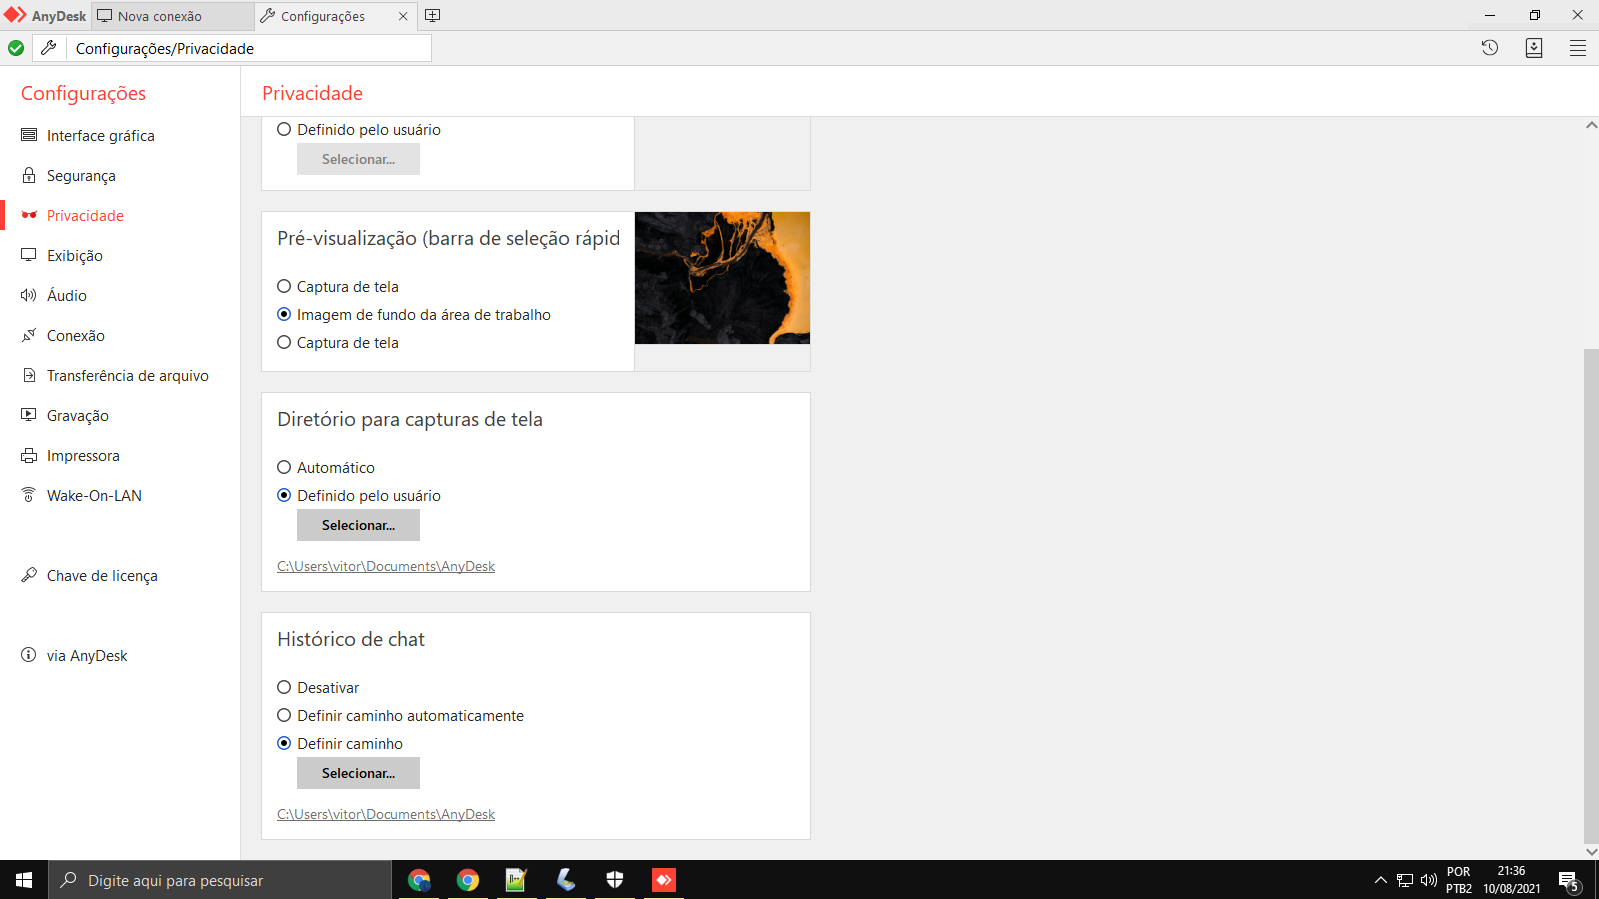 AnyDesk
Nova conexão
Configurações
Configurações/Privacidade
Configurações
Interface gráfica
Segurança
Privacidade
Exibição
Áudio
Conexão
Transferência de arquivo
Gravação
Impressora
Wake-On-LAN
Chave de licença
via AnyDesk
Privacidade
Definido pelo usuário
Selecionar...
Pré-visualização (barra de seleção rápid
Captura de tela
Imagem de fundo da área de trabalho
Captura de tela
Diretório para capturas de tela
Automático
Definido pelo usuário
Selecionar...
C:\Users\vitor\Documents\AnyDesk
Histórico de chat
Desativar
Definir caminho automaticamente
Definir caminho
Selecionar...
C:\Users\vitor\Documents\AnyDesk
Digite aqui para pesquisar
POR
PTB2
21:36
10/08/2021
5